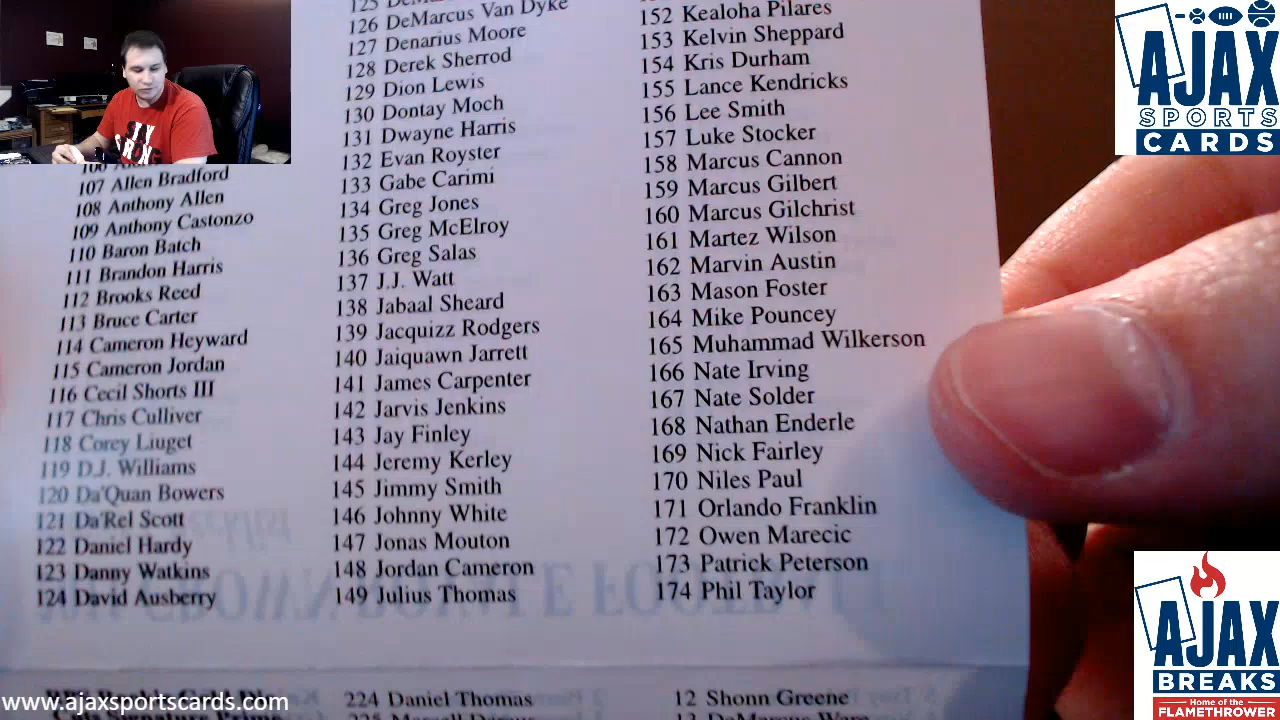 106
107 Allen Bradford
108 Anthony Allen
109 Anthony Castonzo
110 Baron Batch
111 Brandon Harris
112 Brooks Reed
113 Bruce Carter
114 Cameron Heyward
115 Cameron Jordan
116 Cecil Shorts III
117 Chris Culliver
118 Corey Liuget
119 D.J. Williams
120 Da'Quan Bowers
121 Da'Rel Scott
122 Daniel Hardy
123 Danny Watkins
124 David Ausberry
125
126 DeMarcus Van Dyke
127 Denarius Moore
128 Derek Sherrod
129 Dion Lewis
130 Dontay Moch
131 Dwayne Harris
132 Evan Royster
133 Gabe Carimi
134 Greg Jones
135 Greg McElroy
136 Greg Salas
137 J.J. Watt
138 Jabaal Sheard
139 Jacquizz Rodgers
140 Jaiquawn Jarrett
141 James Carpenter
142 Jarvis Jenkins
143 Jay Finley
144 Jeremy Kerley
145 Jimmy Smith
146 Johnny White
147 Jonas Mouton
148 Jordan Cameron
149 Julius Thomas
152 Kealoha Pilares
153 Kelvin Sheppard
154 Kris Durham
155 Lance Kendricks
156 Lee Smith
157 Luke Stocker
158 Marcus Cannon
159 Marcus Gilbert
160 Marcus Gilchrist
161 Martez Wilson
162 Marvin Austin
163 Mason Foster
164 Mike Pouncey
165 Muhammad Wilkerson
166 Nate Irving
167 Nate Solder
168 Nathan Enderle
169 Nick Fairley
170 Niles Paul
171 Orlando Franklin
172 Owen Marecic
173 Patrick Peterson
174 Phil Taylor
224 Daniel Thomas
12 Shonn Greene
www.ajaxsportscards.com
AJAX
SPORTS
CARDS
AJAX
BREAKS
Home of the
FLAMETHROWER